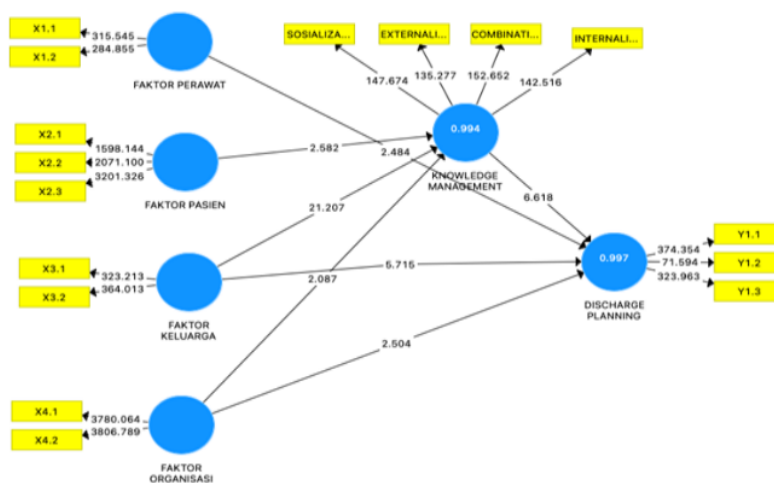 X1.1
315.545
284.855
X1.2
FAKTOR PERAWAT
SOSIALIZA...
EXTERNALI...
COMBINATI...
INTERNALI...
147.674
135.277
152.652
142.516
0.994
KNOWLEDGE
MANAGEMENT
X2.1
1598.144
X2.2
2071.100
3201.326
X2.3
FAKTOR PASIEN
2.582
2.484
21.207
6.618
X3.1
323.213
364.013
X3.2
FAKTOR
KELUARGA
5.715
2.087
0.997
DISCHARGE
PLANNING
374.354
Y1.1
71.594
Y1.2
323.963
Y1.3
2.504
X4.1
3780.064
3806.789
X4.2
FAKTOR
ORGANISASI